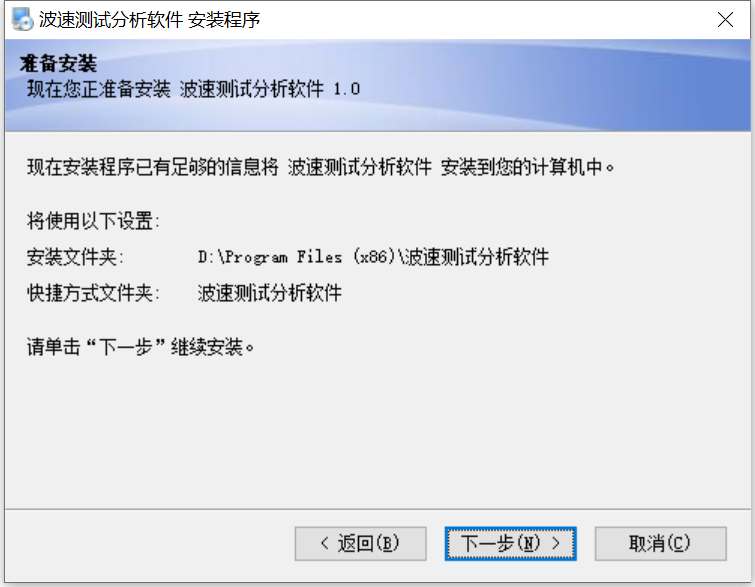 波速测试分析软件 安装程序
准备安装
现在您正准备安装 波速测试分析软件 1.0
现在安装程序已有足够的信息将 波速测试分析软件 安装到您的计算机中。
将使用以下设置:
安装文件夹: D:\Program Files (x86)\波速测试分析软件
快捷方式文件夹: 波速测试分析软件
请单击“下一步”继续安装。
< 返回(B) 下一步(N) > 取消(C)